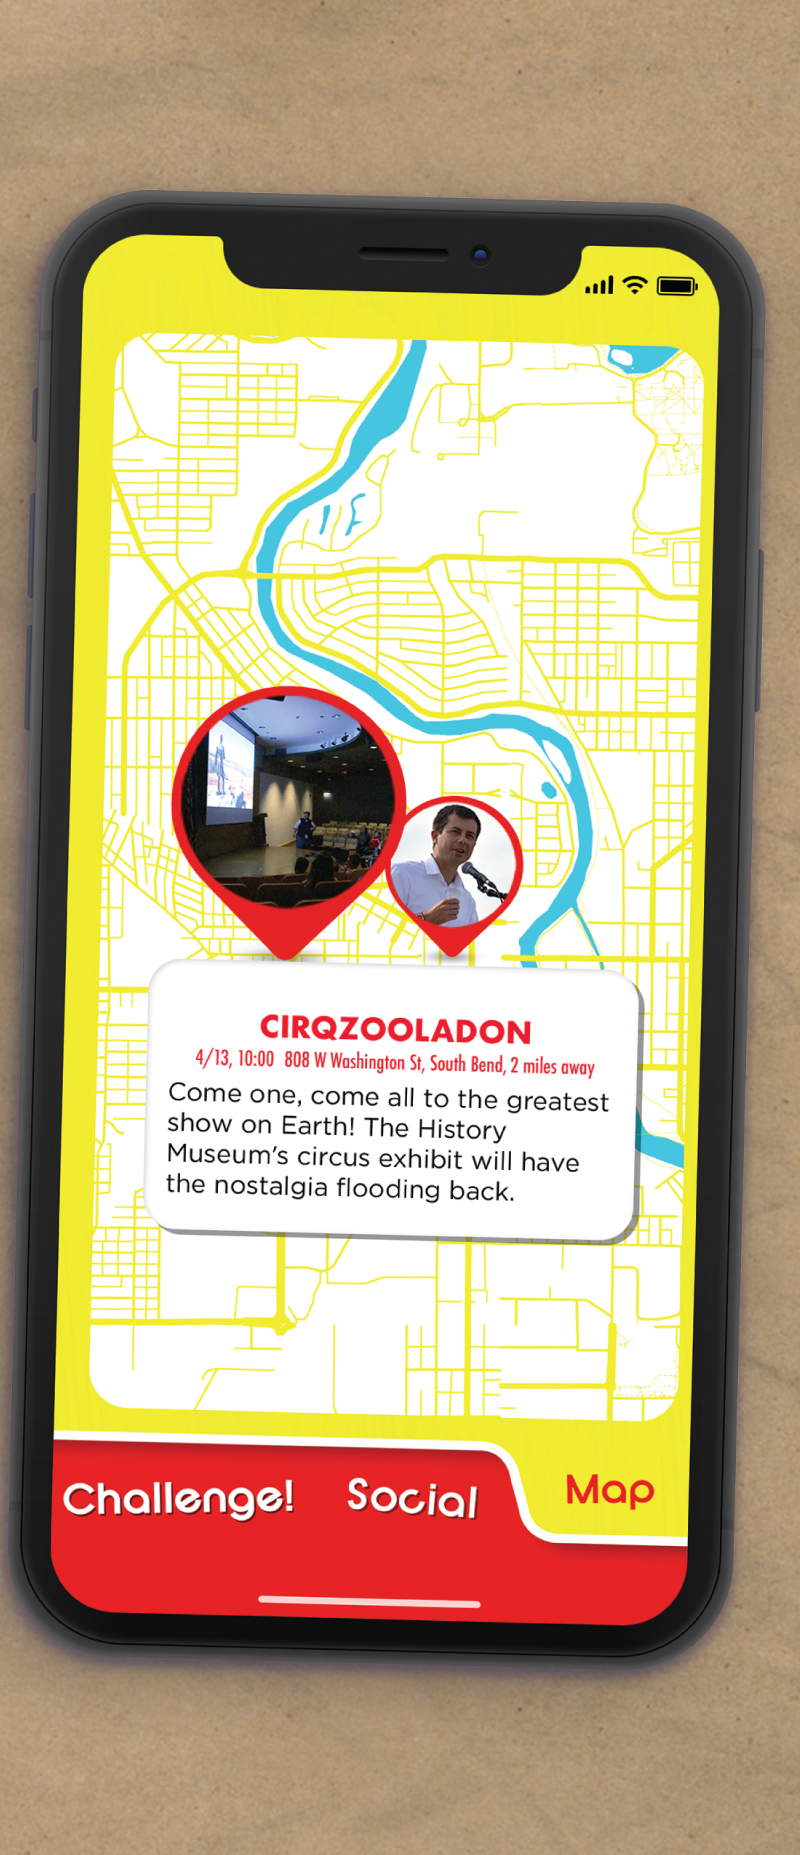 CIRQZOOLADON
4/13, 10:00 808 W Washington St, South Bend, 2 miles away
Come one, come all to the greatest
show on Earth! The History
Museum's circus exhibit will have
the nostalgia flooding back.
Challenge! Social Map